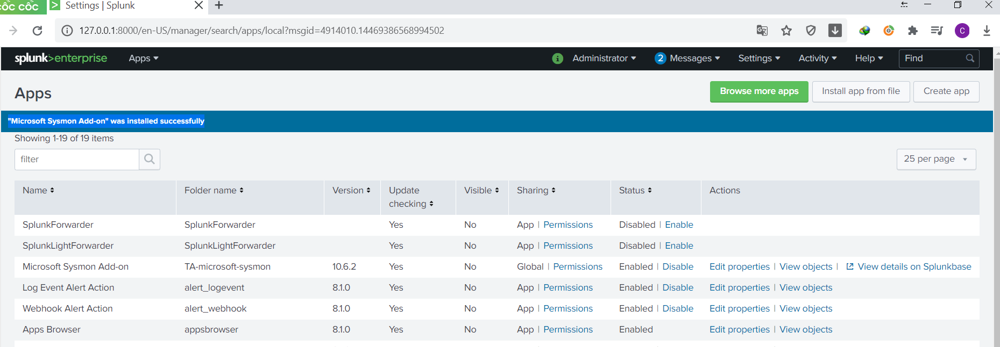 cốc cốc
Settings | Splunk
127.0.0.1:8000/en-US/manager/search/apps/local?msgid=4914010.14469386568994502
C
splunk>enterprise Apps i Administrator 2 Messages Settings Activity Help Find
Apps Browse more apps Install app from file Create app
"Microsoft Sysmon Add-on" was installed successfully
Showing 1-19 of 19 items
filter 25 per page
Name Folder name Version Update checking Visible Sharing Status Actions
SplunkForwarder SplunkForwarder Yes No App | Permissions Disabled | Enable
SplunkLightForwarder SplunkLightForwarder Yes No App | Permissions Disabled | Enable
Microsoft Sysmon Add-on TA-microsoft-sysmon 10.6.2 Yes No Global | Permissions Enabled | Disable Edit properties | View objects | View details on Splunkbase
Log Event Alert Action alert_logevent 8.1.0 Yes No App | Permissions Enabled | Disable Edit properties | View objects
Webhook Alert Action alert_webhook 8.1.0 Yes No App | Permissions Enabled | Disable Edit properties | View objects
Apps Browser appsbrowser 8.1.0 Yes No App | Permissions Enabled Edit properties | View objects